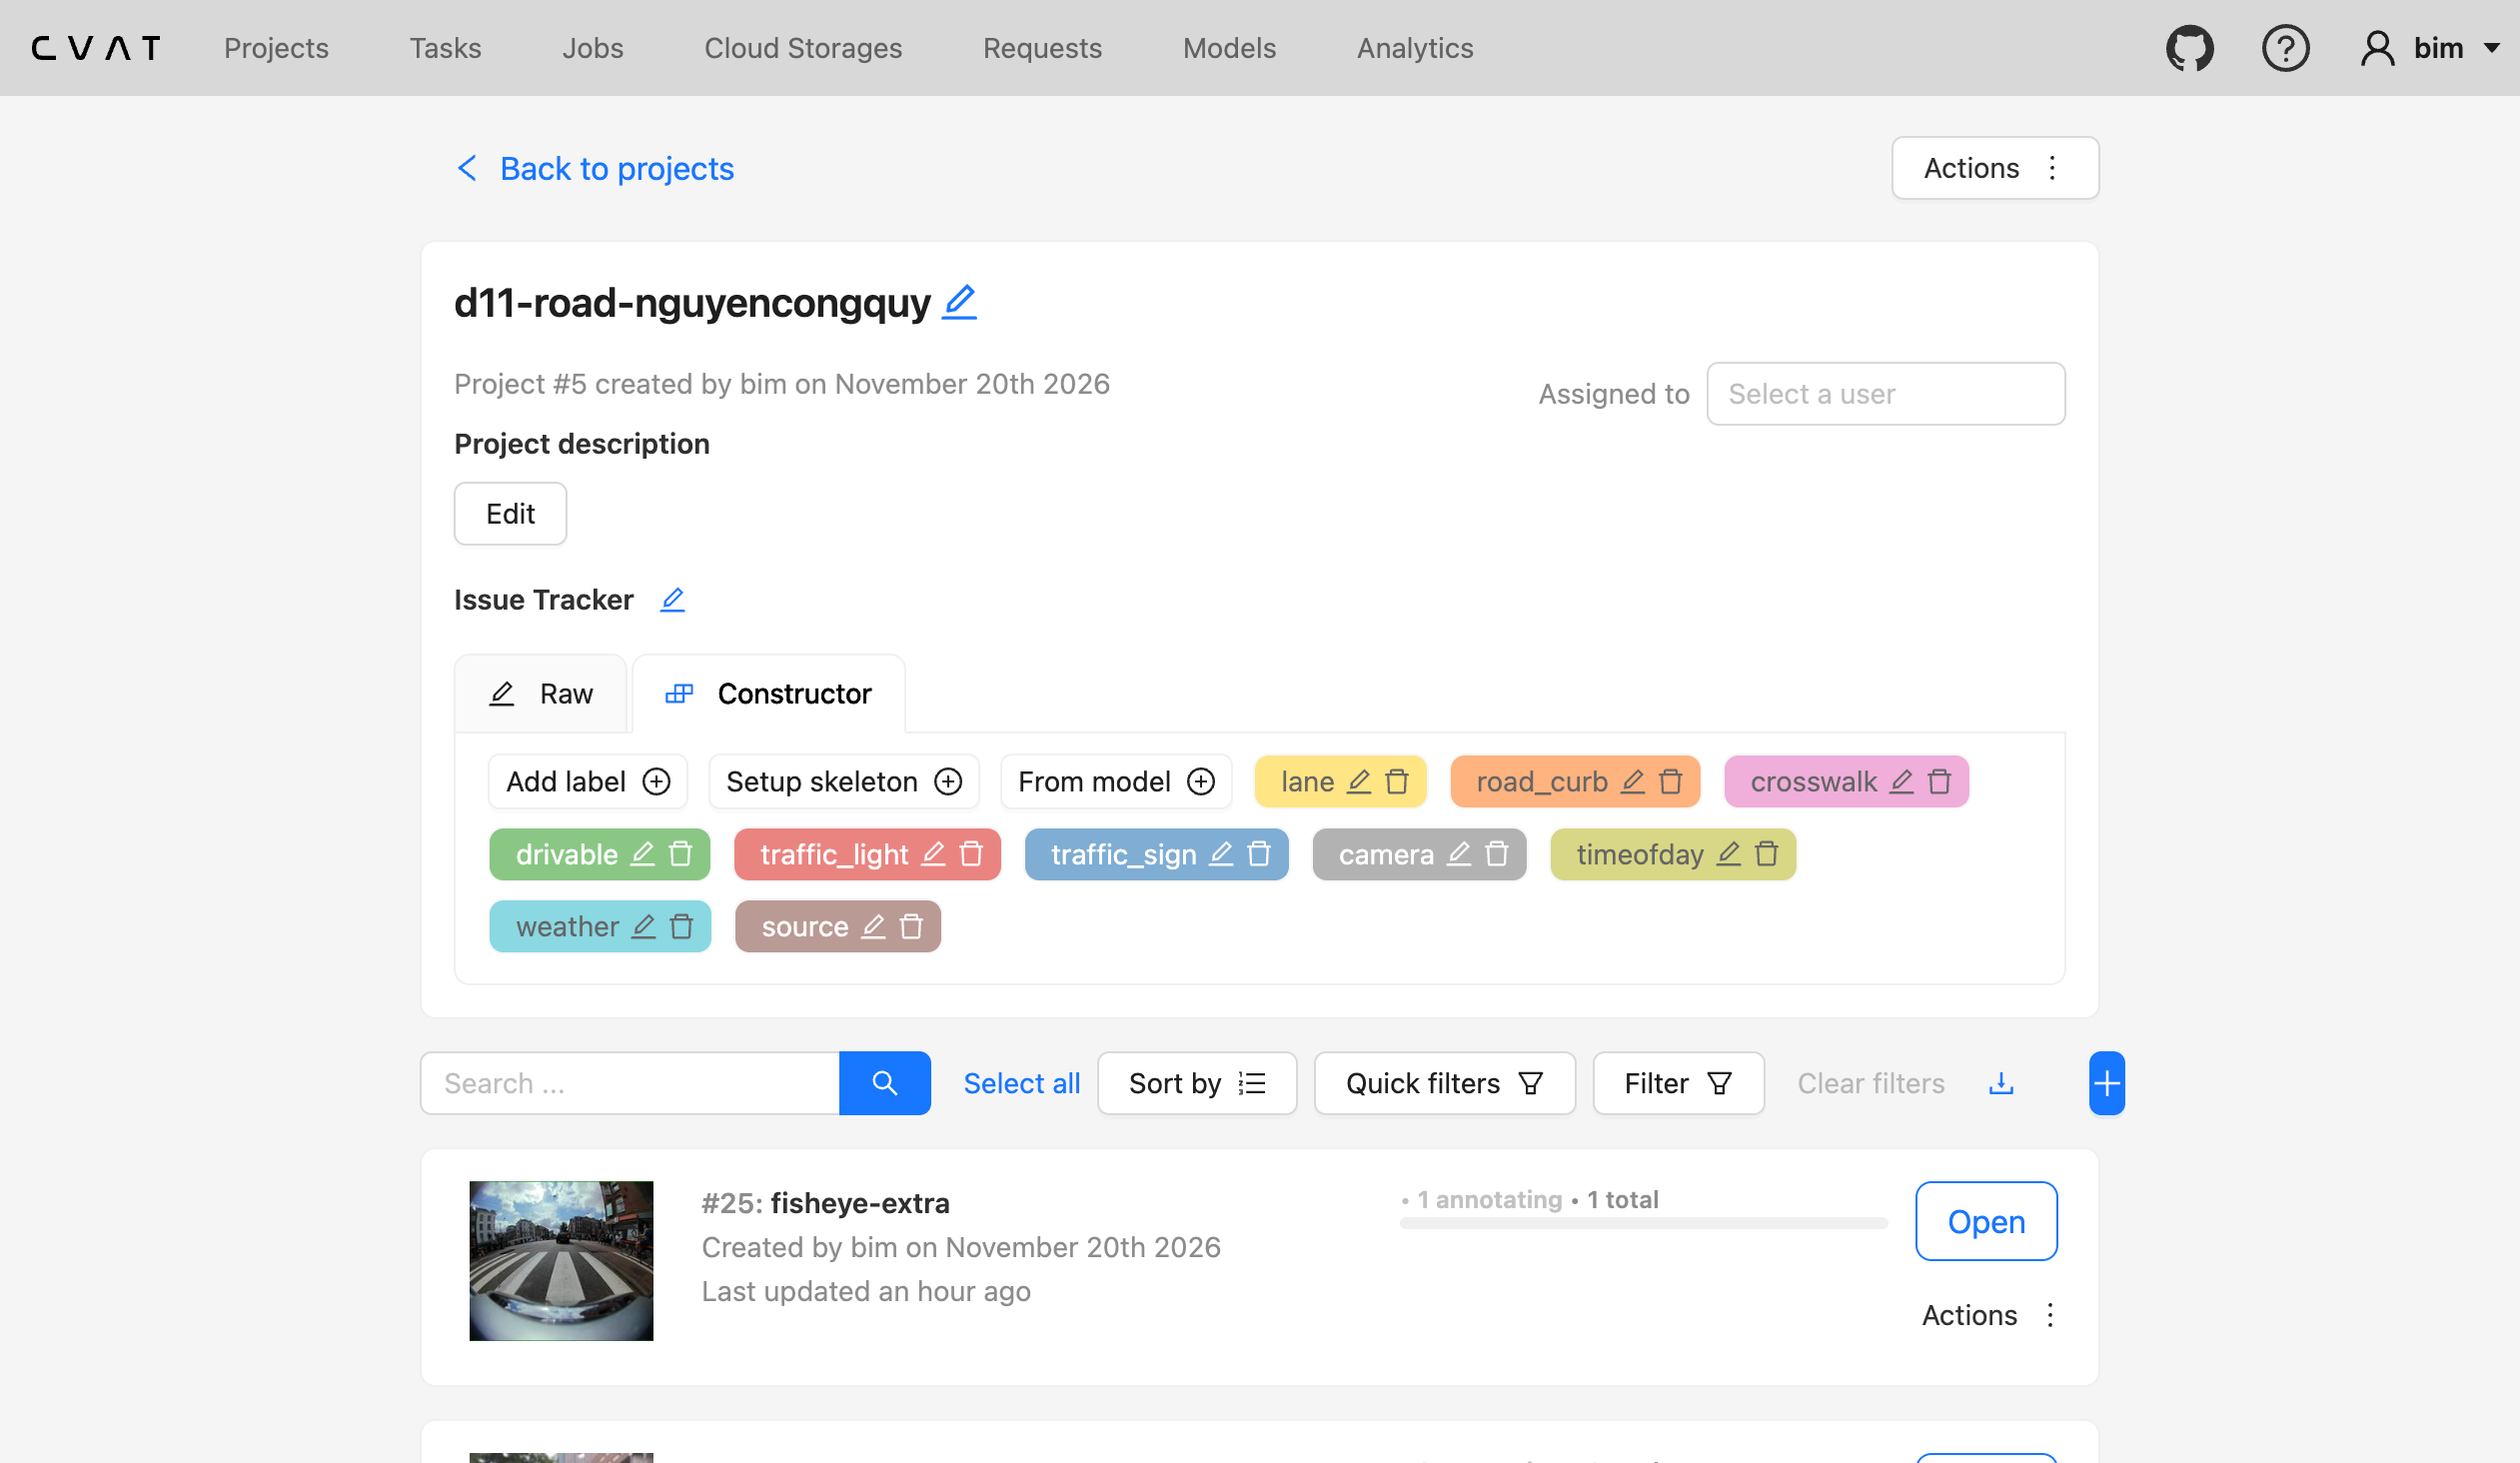 CVAT Projects Tasks Jobs Cloud Storages Requests Models Analytics bim
Back to projects Actions
d11-road-nguyencongquy
Project #5 created by bim on November 20th 2026
Assigned to Select a user
Project description
Edit
Issue Tracker
Raw Constructor
Add label Setup skeleton From model lane road_curb crosswalk
drivable traffic_light traffic_sign camera timeofday
weather source
Search ... Select all Sort by Quick filters Filter Clear filters
#25: fisheye-extra • 1 annotating • 1 total
Open
Created by bim on November 20th 2026
Last updated an hour ago
Actions